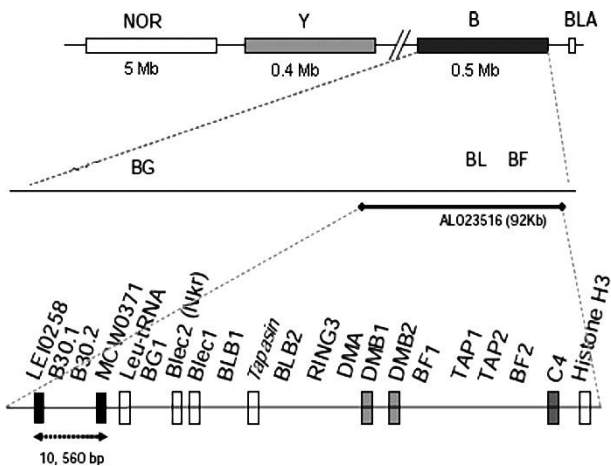 NOR Y B BLA
5 Mb 0.4 Mb 0.5 Mb
BG BL BF
AL023516 (92Kb)
LEI0258 B30.1 B30.2 MCW0371 Leu-tRNA BG1 Blec2 (Nkr) Blec1 BLB1 Tapasin BLB2 RING3 DMA DMB1 DMB2 BF1 TAP1 TAP2 BF2 C4 Histone H3
10, 560 bp